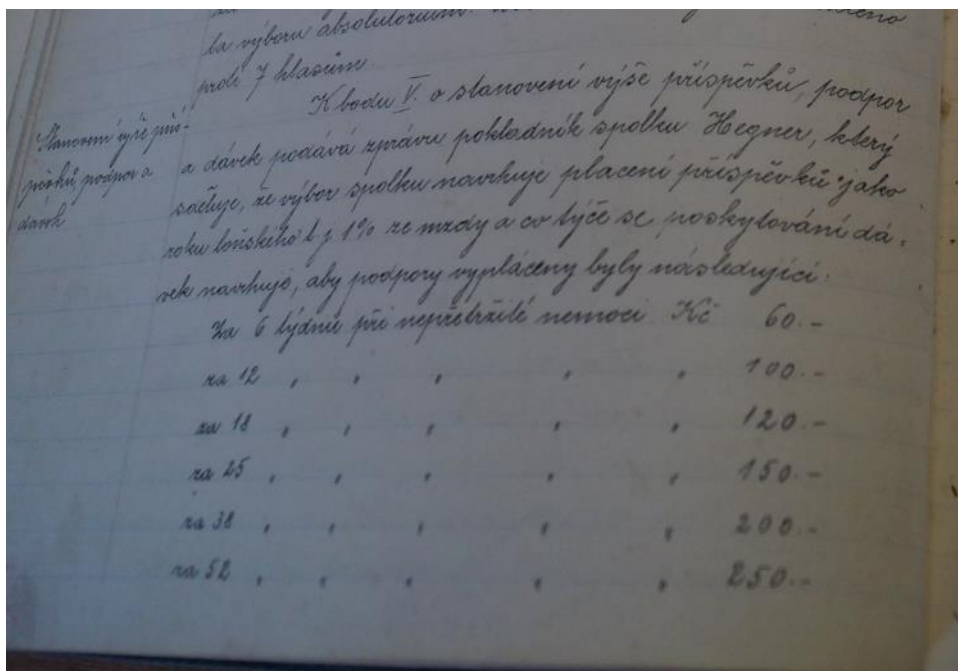 la výboru absolutorium.
proti 7 hlasům
K bodu V. o stanovení výše příspěvků, podpor
a dávek podává zprávu pokladník spolku Hegner, který
sděluje, že výbor spolku navrhuje placení příspěvků jako
roku loňského t. j. 1% ze mzdy a co týče se poskytování dá-
vek navrhuje, aby podpory vypláceny byly následující:
Stanovení výše pří-
spěvků, podpor a
dávek
Za 6 týdnů při nepřetržité nemoci Kč 60.-
za 12 " " " " " 100.-
za 18 " " " " " 120.-
za 25 " " " " " 150.-
za 38 " " " " " 200.-
za 52 " " " " " 250.-